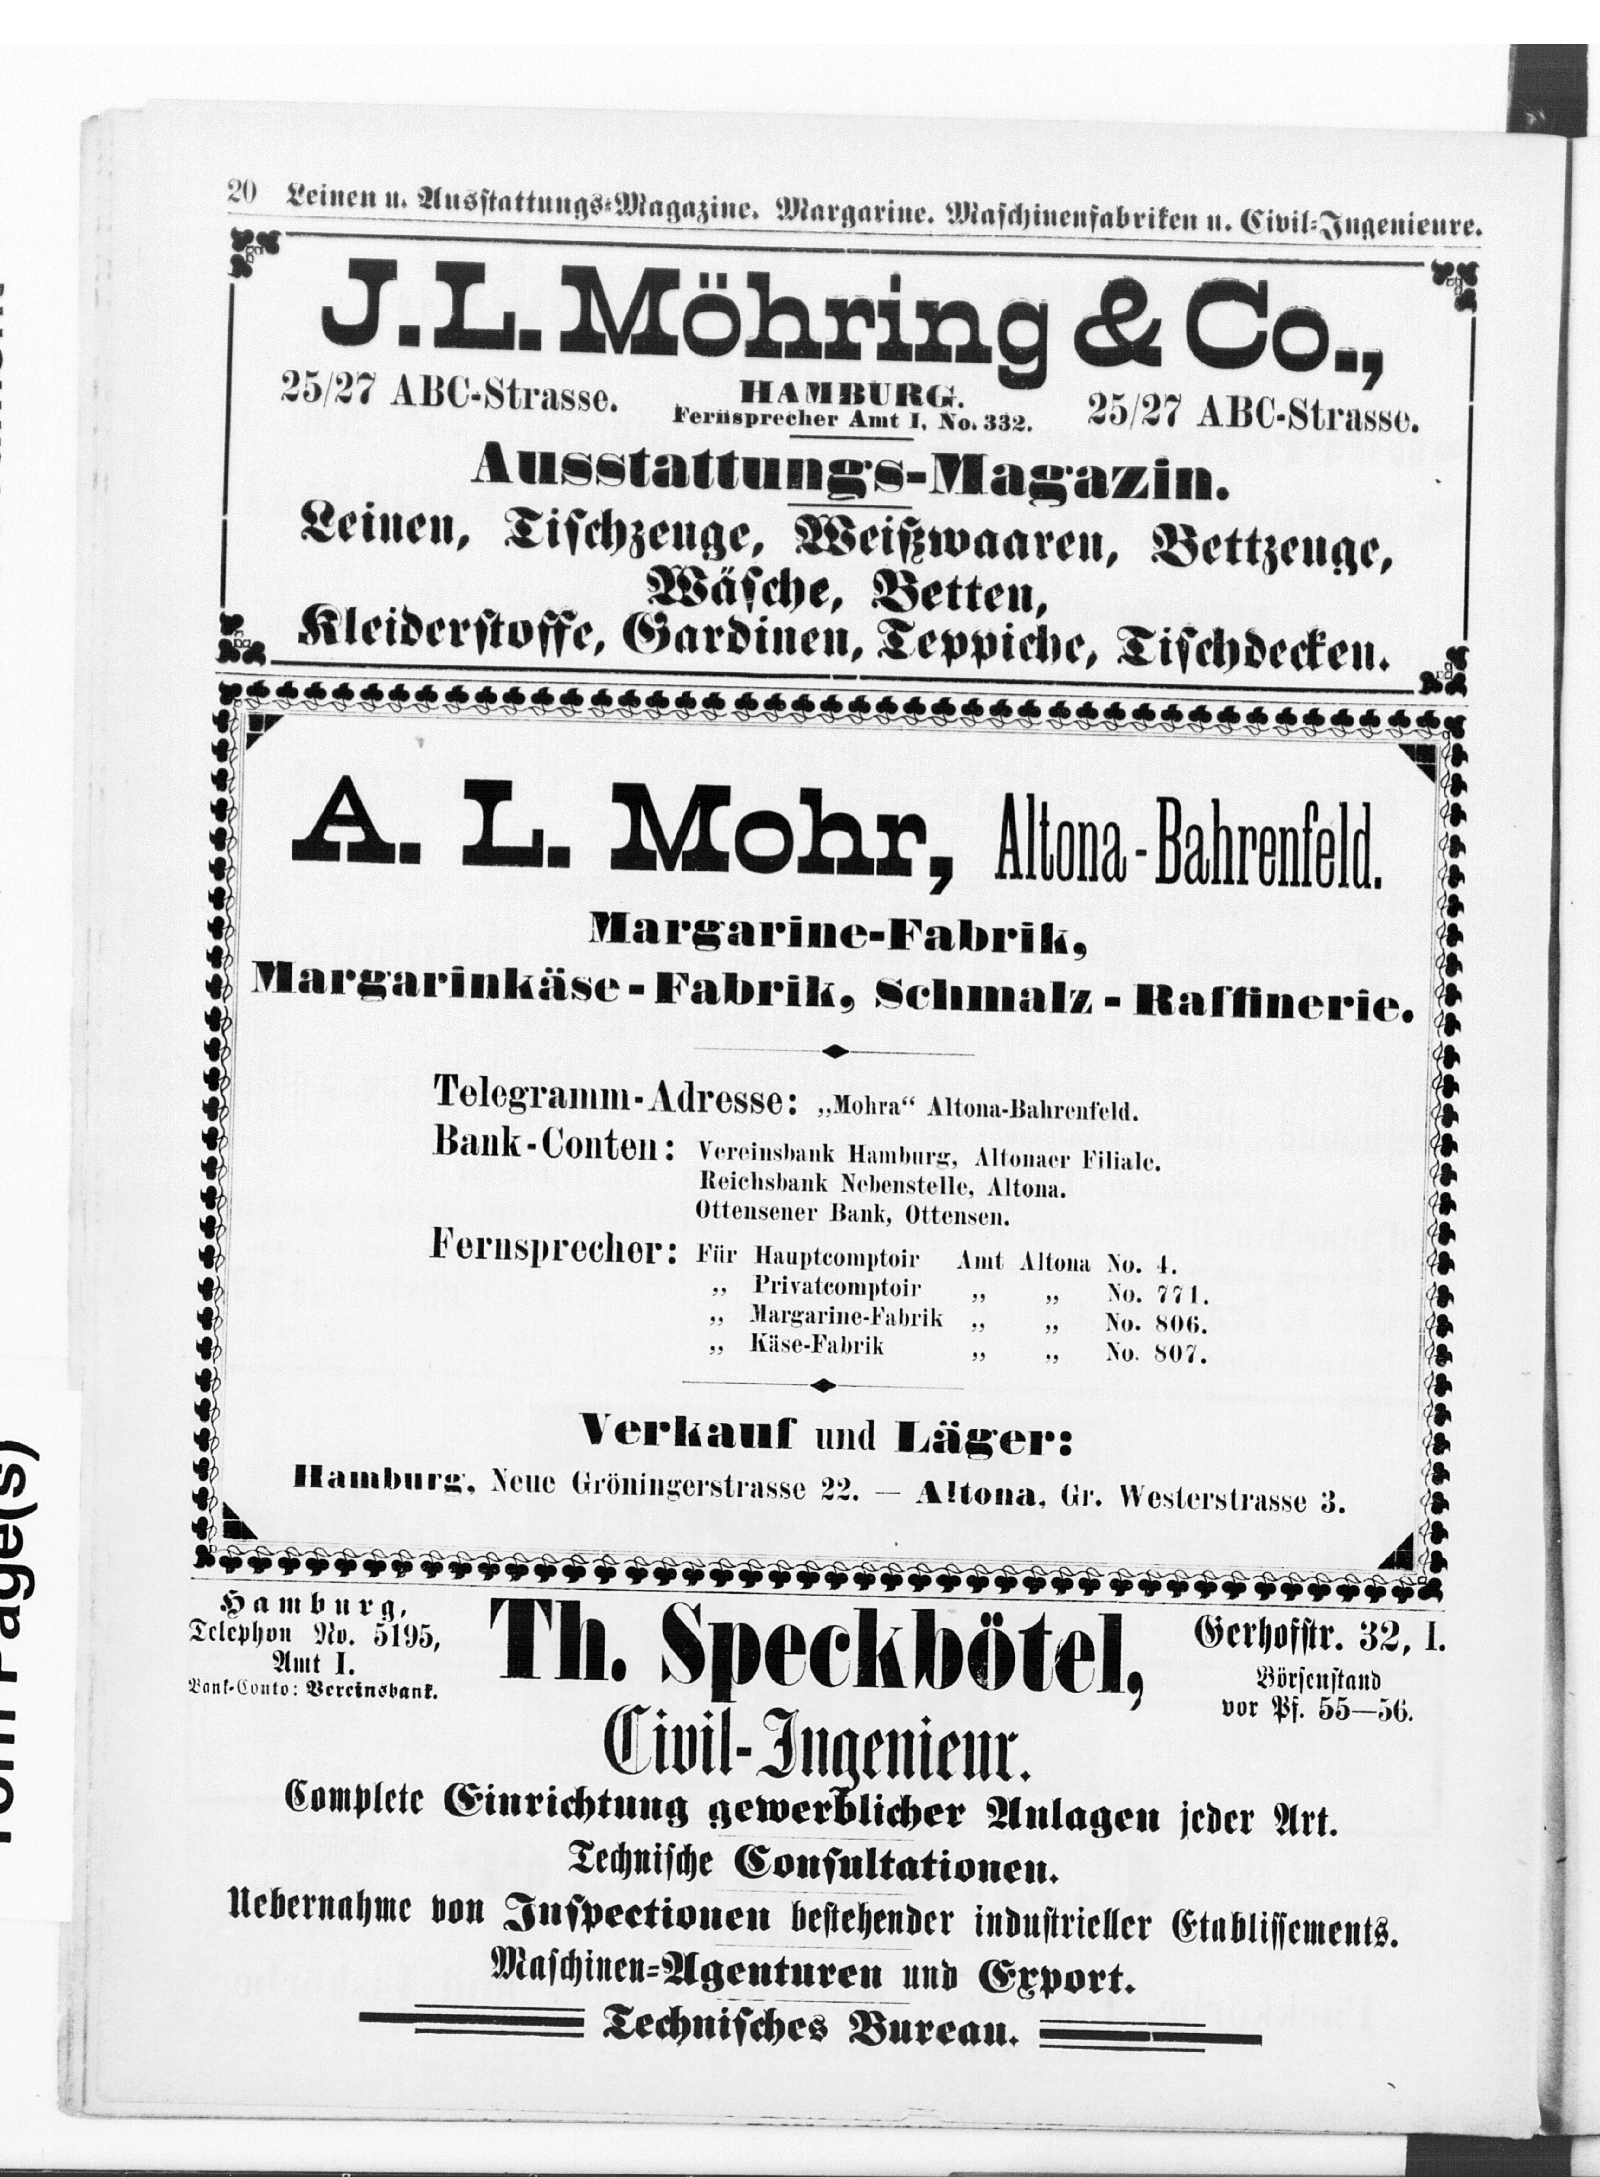 20 Leinen u. Ausstattungs-Magazine. Margarine. Maschinenfabriken u. Civil-Ingenieure.
J. L. Möhring & Co.,
25/27 ABC-Strasse. HAMBURG. 25/27 ABC-Strasse.
Fernsprecher Amt I, No. 332.
Ausstattungs-Magazin.
Leinen, Tischzeuge, Weißwaaren, Bettzeuge,
Wäsche, Betten,
Kleiderstoffe, Gardinen, Teppiche, Tischdecken.
A. L. Mohr, Altona-Bahrenfeld.
Margarine-Fabrik,
Margarinkäse-Fabrik, Schmalz-Raffinerie.
Telegramm-Adresse: „Mohra“ Altona-Bahrenfeld.
Bank-Conten: Vereinsbank Hamburg, Altonaer Filiale.
Reichsbank Nebenstelle, Altona.
Ottensener Bank, Ottensen.
Fernsprecher: Für Hauptcomptoir Amt Altona No. 4.
„ Privatcomptoir „ „ No. 771.
„ Margarine-Fabrik „ „ No. 806.
„ Käse-Fabrik „ „ No. 807.
Verkauf und Läger:
Hamburg, Neue Gröningerstrasse 22. — Altona, Gr. Westerstrasse 3.
Hamburg,
Telephon No. 5195,
Amt I.
Bank-Conto: Vereinsbank.
Th. Speckbötel,
Gerhofstr. 32, I.
Börsenstand
vor Pf. 55—56.
Civil-Ingenieur.
Complete Einrichtung gewerblicher Anlagen jeder Art.
Technische Consultationen.
Uebernahme von Inspectionen bestehender industrieller Etablissements.
Maschinen-Agenturen und Export.
Technisches Bureau.